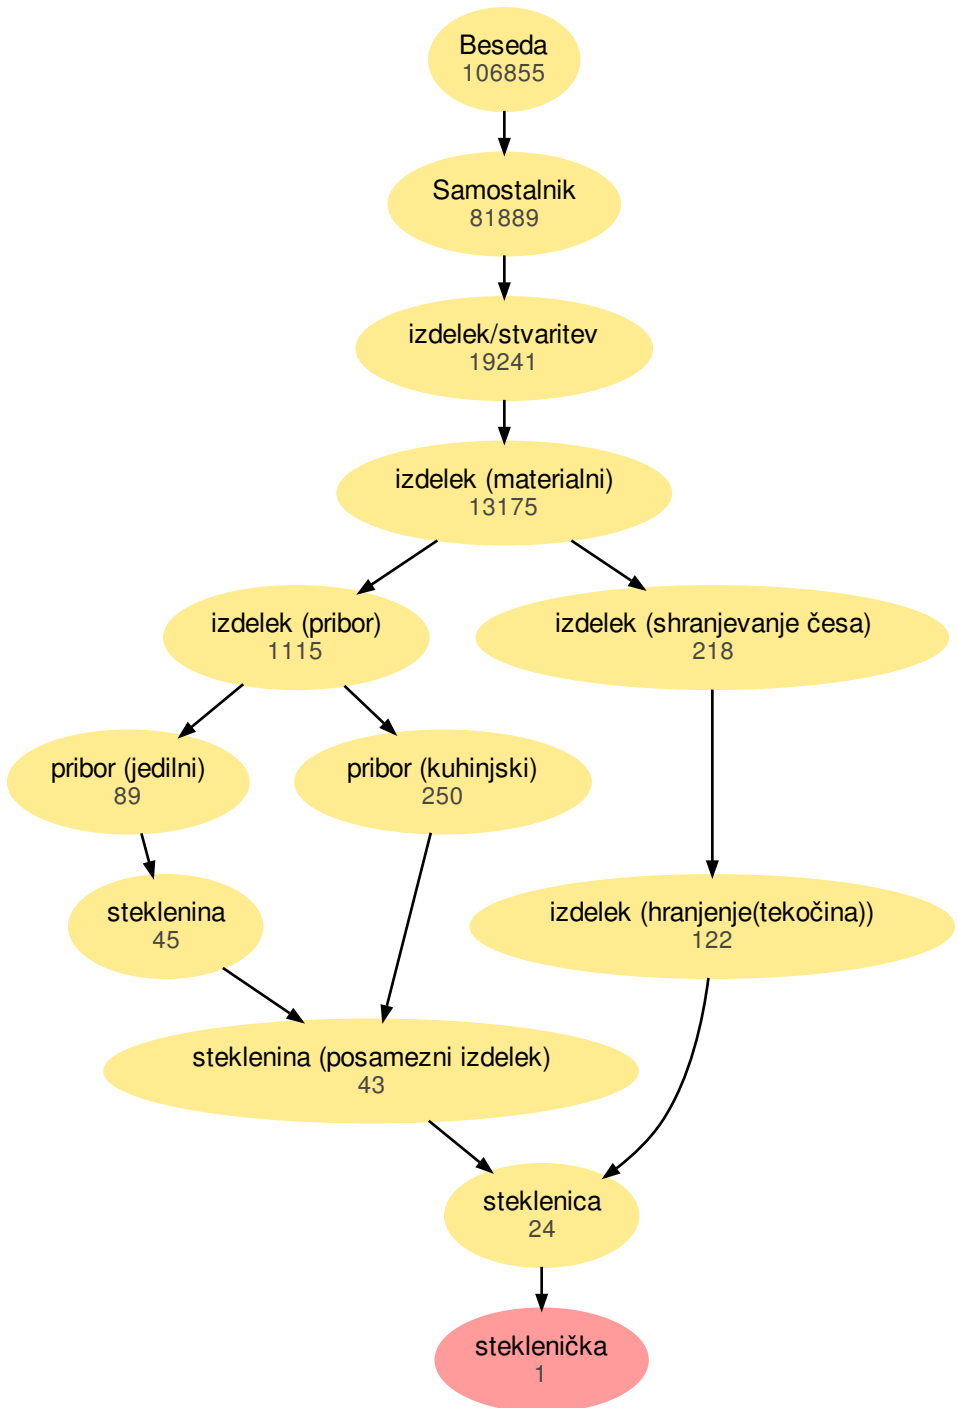 Beseda
106855
Samostalnik
81889
izdelek/stvaritev
19241
izdelek (materialni)
13175
izdelek (pribor)
1115
izdelek (shranjevanje česa)
218
pribor (jedilni)
89
pribor (kuhinjski)
250
steklenina
45
izdelek (hranjenje(tekočina))
122
steklenina (posamezni izdelek)
43
steklenica
24
steklenička
1